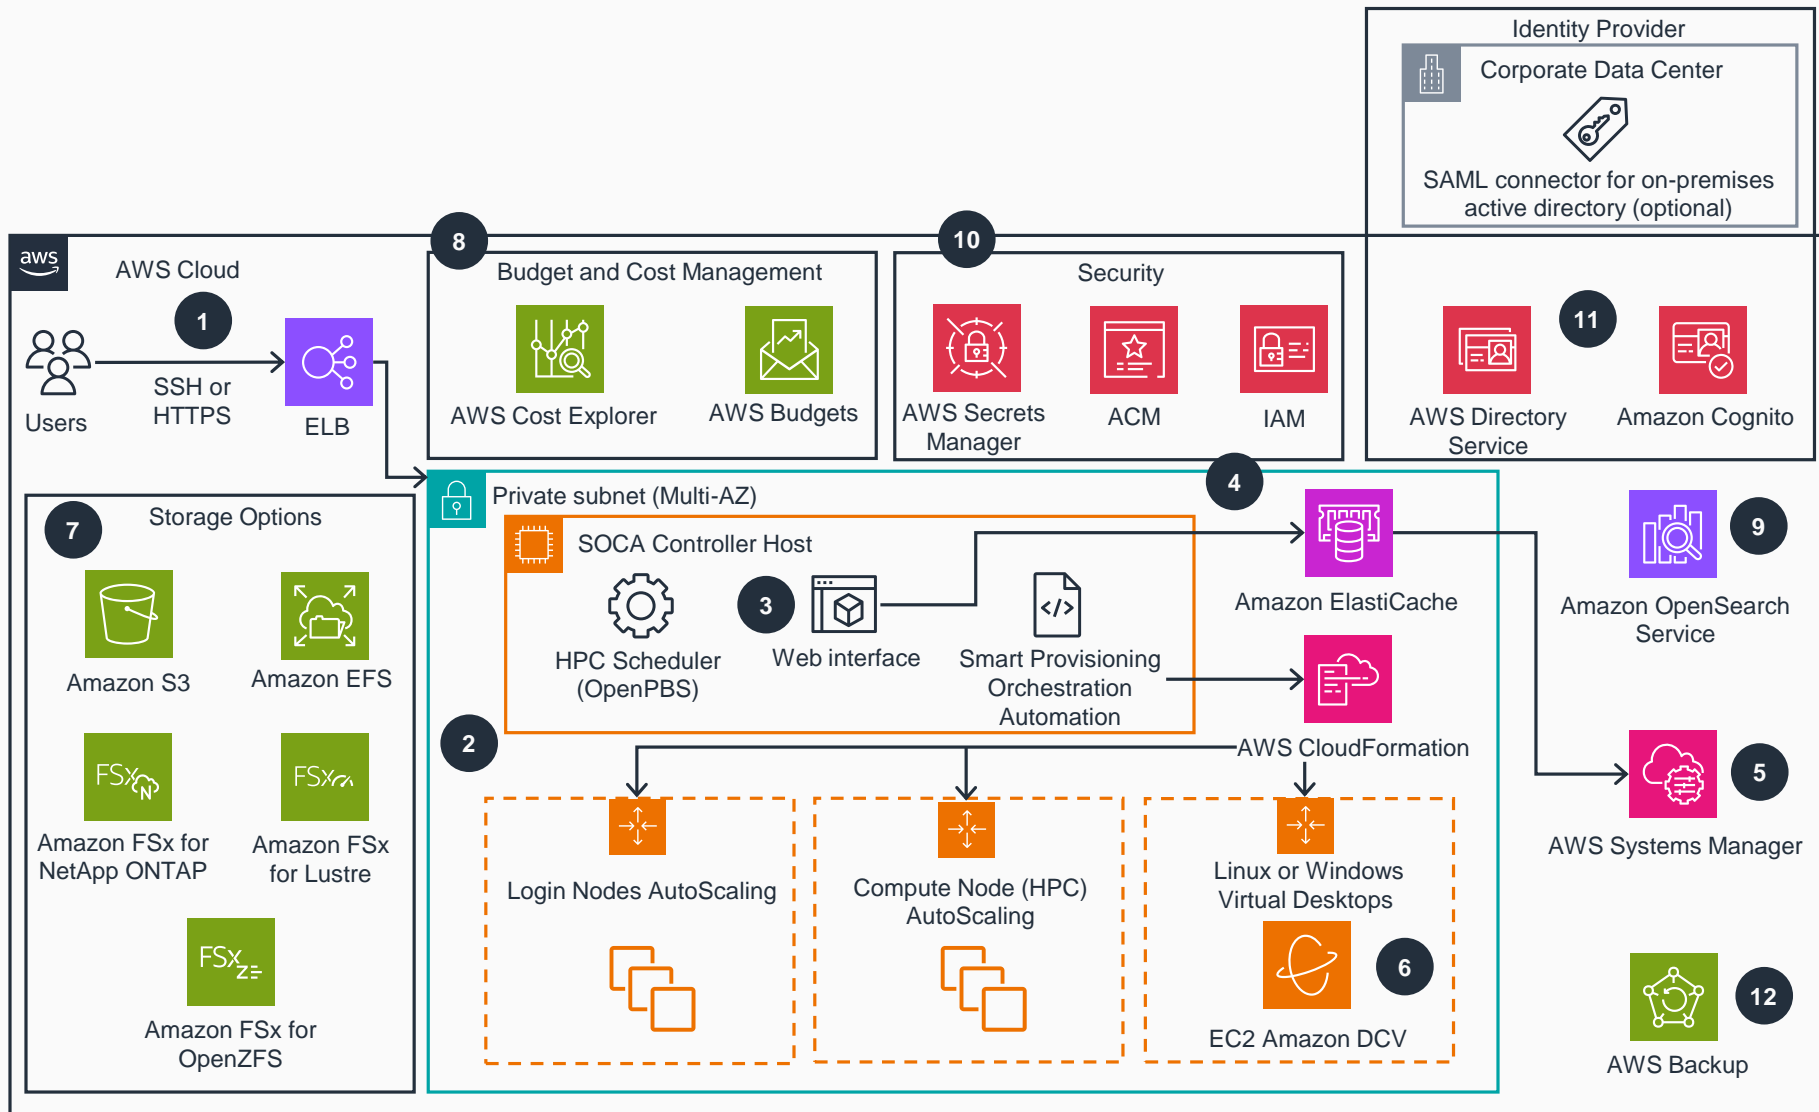 Identity Provider
Corporate Data Center
SAML connector for on-premises
active directory (optional)
aws
AWS Cloud
1
Users
SSH or
HTTPS
ELB
8
Budget and Cost Management
AWS Cost Explorer
AWS Budgets
10
Security
AWS Secrets
Manager
ACM
IAM
11
AWS Directory
Service
Amazon Cognito
7
Storage Options
Amazon S3
Amazon EFS
FSx
N
Amazon FSx for
NetApp ONTAP
FSx
Amazon FSx
for Lustre
FSx
Z
Amazon FSx for
OpenZFS
Private subnet (Multi-AZ)
4
SOCA Controller Host
HPC Scheduler
(OpenPBS)
3
Web interface
</>
Smart Provisioning
Orchestration
Automation
Amazon ElastiCache
AWS CloudFormation
2
Login Nodes AutoScaling
Compute Node (HPC)
AutoScaling
Linux or Windows
Virtual Desktops
6
EC2 Amazon DCV
9
Amazon OpenSearch
Service
5
AWS Systems Manager
12
AWS Backup